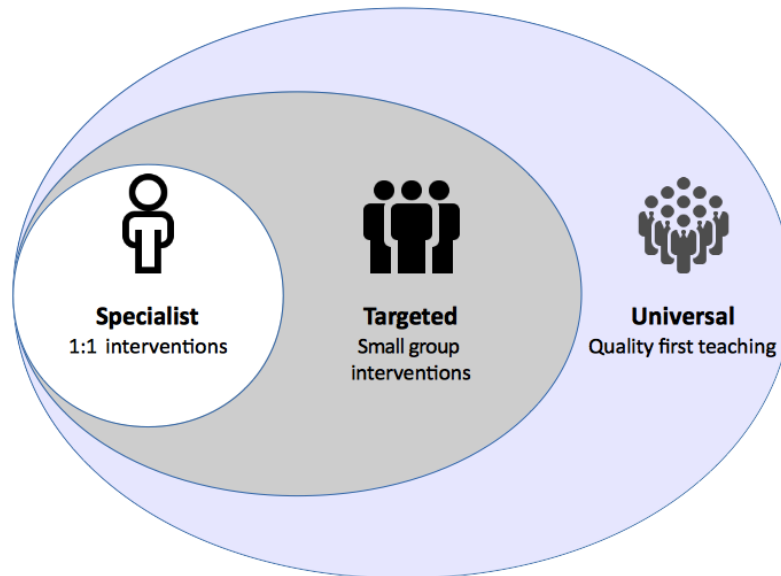 Specialist
1:1 interventions
Targeted
Small group
interventions
Universal
Quality first teaching